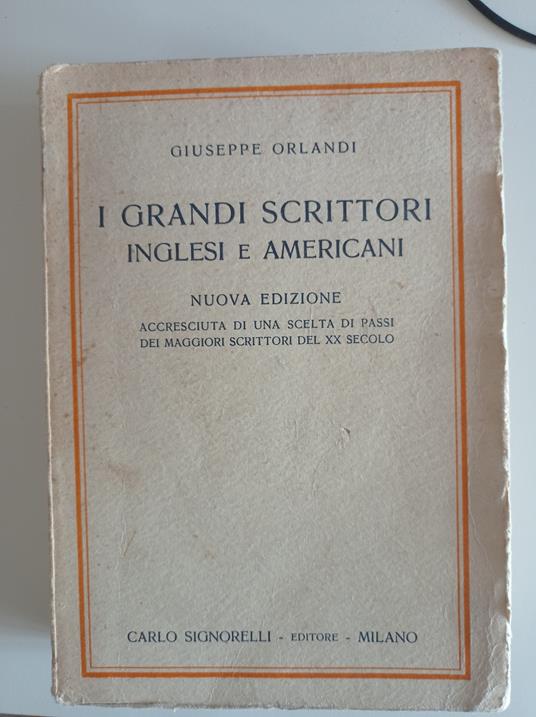 GIUSEPPE ORLANDI
I GRANDI SCRITTORI
INGLESI E AMERICANI
NUOVA EDIZIONE
ACCRESCIUTA DI UNA SCELTA DI PASSI
DEI MAGGIORI SCRITTORI DEL XX SECOLO
CARLO SIGNORELLI - EDITORE - MILANO